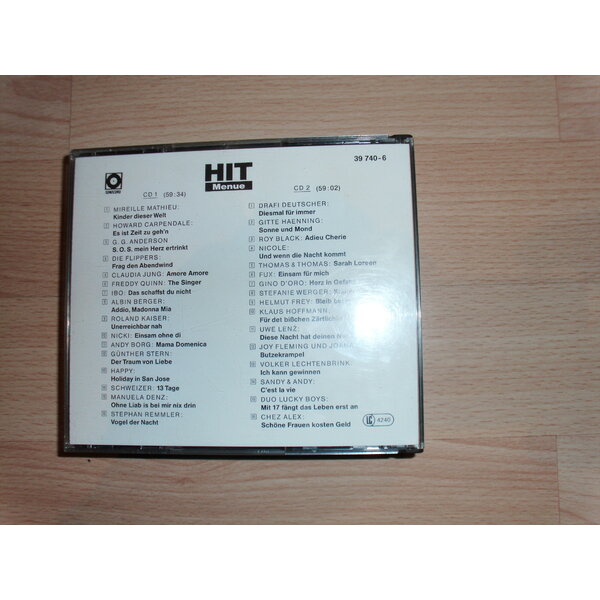 HIT
Menue
39 740-6
CD 1 (59:34)
MIREILLE MATHIEU:
Kinder dieser Welt
HOWARD CARPENDALE:
Es ist Zeit zu geh'n
G. G. ANDERSON
S. O. S. mein Herz ertrinkt
DIE FLIPPERS:
Frag den Abendwind
CLAUDIA JUNG: Amore Amore
FREDDY QUINN: The Singer
IBO: Das schaffst du nicht
ALBIN BERGER:
Addio, Madonna Mia
ROLAND KAISER:
Unerreichbar nah
NICKI: Einsam ohne di
ANDY BORG: Mama Domenica
GÜNTHER STERN:
Der Traum von Liebe
HAPPY:
Holiday in San Jose
SCHWEIZER: 13 Tage
MANUELA DENZ:
Ohne Liab is bei mir nix drin
STEPHAN REMMLER:
Vogel der Nacht
CD 2 (59:02)
DRAFI DEUTSCHER:
Diesmal für immer
GITTE HAENNING:
Sonne und Mond
ROY BLACK: Adieu Cherie
NICOLE:
Und wenn die Nacht kommt
THOMAS & THOMAS: Sarah Loreen
FUX: Einsam für mich
GINO D'ORO: Herz in
STEFANIE WERGER:
HELMUT FREY: Bleib
KLAUS HOFFMANN:
Für det bißchen Zärtlich
UWE LENZ:
Diese Nacht hat deinen
JOY FLEMING UND
Butzekrampel
VOLKER LECHTENBRINK:
Ich kann gewinnen
SANDY & ANDY:
C'est la vie
DUO LUCKY BOYS:
Mit 17 fängt das Leben erst an
CHEZ ALEX:
Schöne Frauen kosten Geld
LC 4240